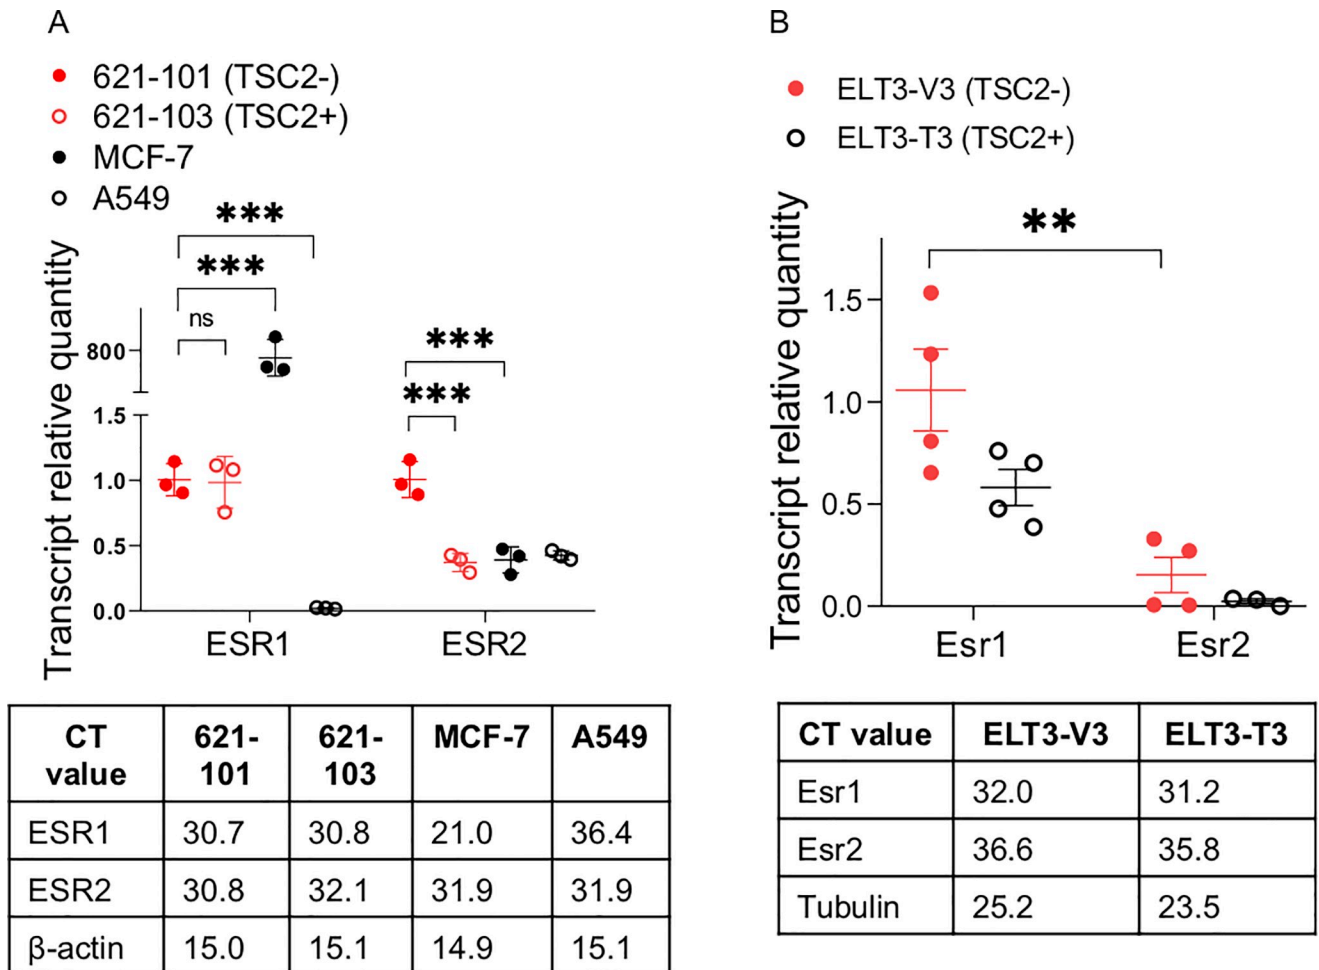 A
621-101 (TSC2-)
621-103 (TSC2+)
MCF-7
A549
Transcript relative quantity
***
***
ns
***
***
800
1.5
1.0
0.5
0.0
ESR1
ESR2
CT value 621-101 621-103 MCF-7 A549
ESR1 30.7 30.8 21.0 36.4
ESR2 30.8 32.1 31.9 31.9
β-actin 15.0 15.1 14.9 15.1
B
ELT3-V3 (TSC2-)
ELT3-T3 (TSC2+)
Transcript relative quantity
**
1.5
1.0
0.5
0.0
Esr1
Esr2
CT value ELT3-V3 ELT3-T3
Esr1 32.0 31.2
Esr2 36.6 35.8
Tubulin 25.2 23.5